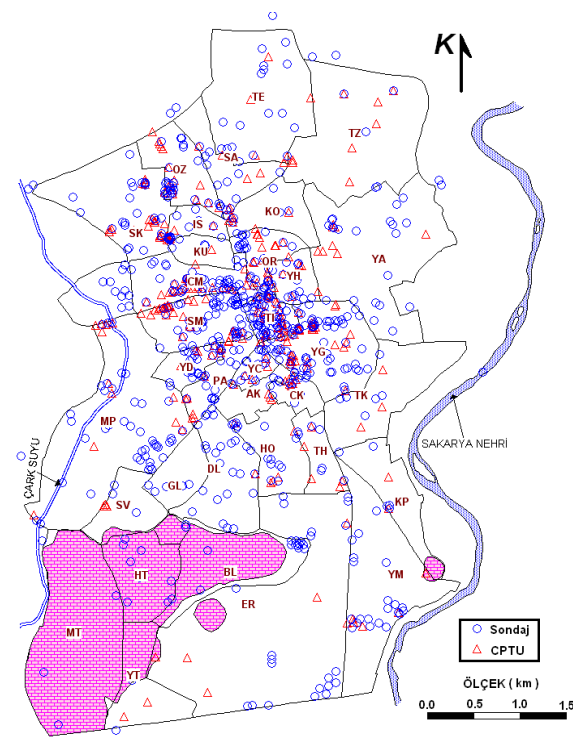 K
TE
TZ
SA
OZ
KO
IS
SK
KU
OR
YH
YA
CM
TI
SM
YG
YD
YC
PA
AK
CK
TK
MP
SAKARYA NEHRİ
HO
TH
DL
GL
ÇARK SUYU
SV
KP
HT
BL
YM
ER
MT
YT
Sondaj
CPTU
ÖLÇEK ( km )
0.0 0.5 1.0 1.5